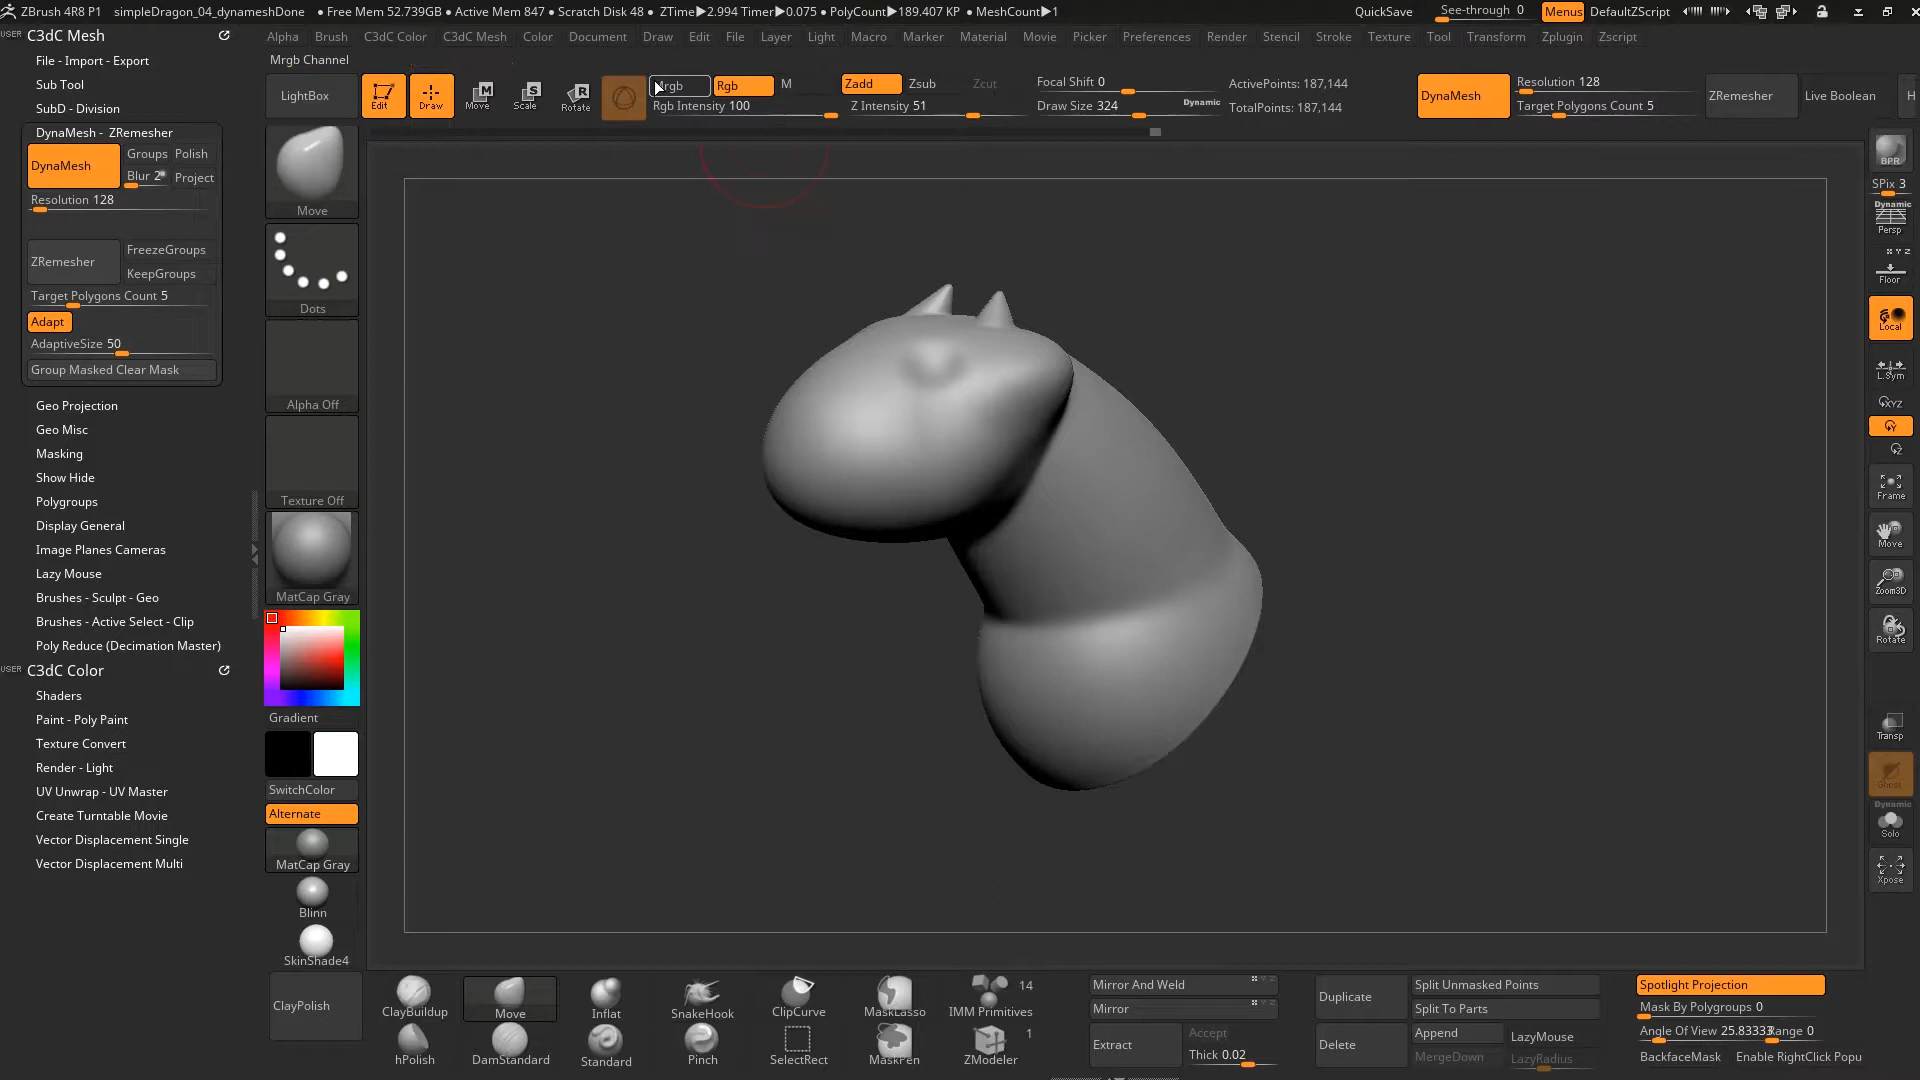 ZBrush 4R8 P1 simpleDragon_04_dynameshDone ● Free Mem 52.739GB ● Active Mem 847 ● Scratch Disk 48 ● ZTime▶2.994 Timer▶0.075 ● PolyCount▶189.407 KP ● MeshCount▶1 QuickSave See-through 0 Menus DefaultZScript
USER C3dC Mesh
Alpha Brush C3dC Color C3dC Mesh Color Document Draw Edit File Layer Light Macro Marker Material Movie Picker Preferences Render Stencil Stroke Texture Tool Transform Zplugin Zscript
File - Import - Export
Mrgb Channel
Sub Tool
SubD - Division
LightBox Edit Draw Move Scale Rotate Rgb M Zadd Zsub Zcut Focal Shift 0 ActivePoints: 187,144 DynaMesh Resolution 128 ZRemesher Live Boolean H
Rgb Intensity 100 Z Intensity 51 Draw Size 324 Dynamic TotalPoints: 187,144 Target Polygons Count 5
DynaMesh - ZRemesher
DynaMesh Groups Polish
Blur 2 Project
Resolution 128
ZRemesher FreezeGroups
KeepGroups
Target Polygons Count 5
Adapt
AdaptiveSize 50
Group Masked Clear Mask
Geo Projection
Geo Misc
Masking
Show Hide
Polygroups
Display General
Image Planes Cameras
Lazy Mouse
Brushes - Sculpt - Geo
Brushes - Active Select - Clip
Poly Reduce (Decimation Master)
USER C3dC Color
Shaders
Paint - Poly Paint
Texture Convert
Render - Light
UV Unwrap - UV Master
Create Turntable Movie
Vector Displacement Single
Vector Displacement Multi
Move
Dots
Alpha Off
Texture Off
MatCap Gray
Gradient
SwitchColor
Alternate
MatCap Gray
Blinn
SkinShade4
ClayPolish
BPR
SPix 3
Dynamic
Persp
Floor
Local
L.Sym
Frame
Move
Zoom3D
Rotate
Transp
Ghost
Dynamic
Solo
Xpose
ClayBuildup Move Inflat SnakeHook ClipCurve MaskLasso IMM Primitives 14
hPolish DamStandard Standard Pinch SelectRect MaskPen ZModeler 1
Mirror And Weld
Mirror
Extract Accept
Thick 0.02
Duplicate Split Unmasked Points
Split To Parts
Delete Append LazyMouse
MergeDown LazyRadius
Spotlight Projection
Mask By Polygroups 0
Angle Of View 25.83333 Range 0
BackfaceMask Enable RightClick Popu